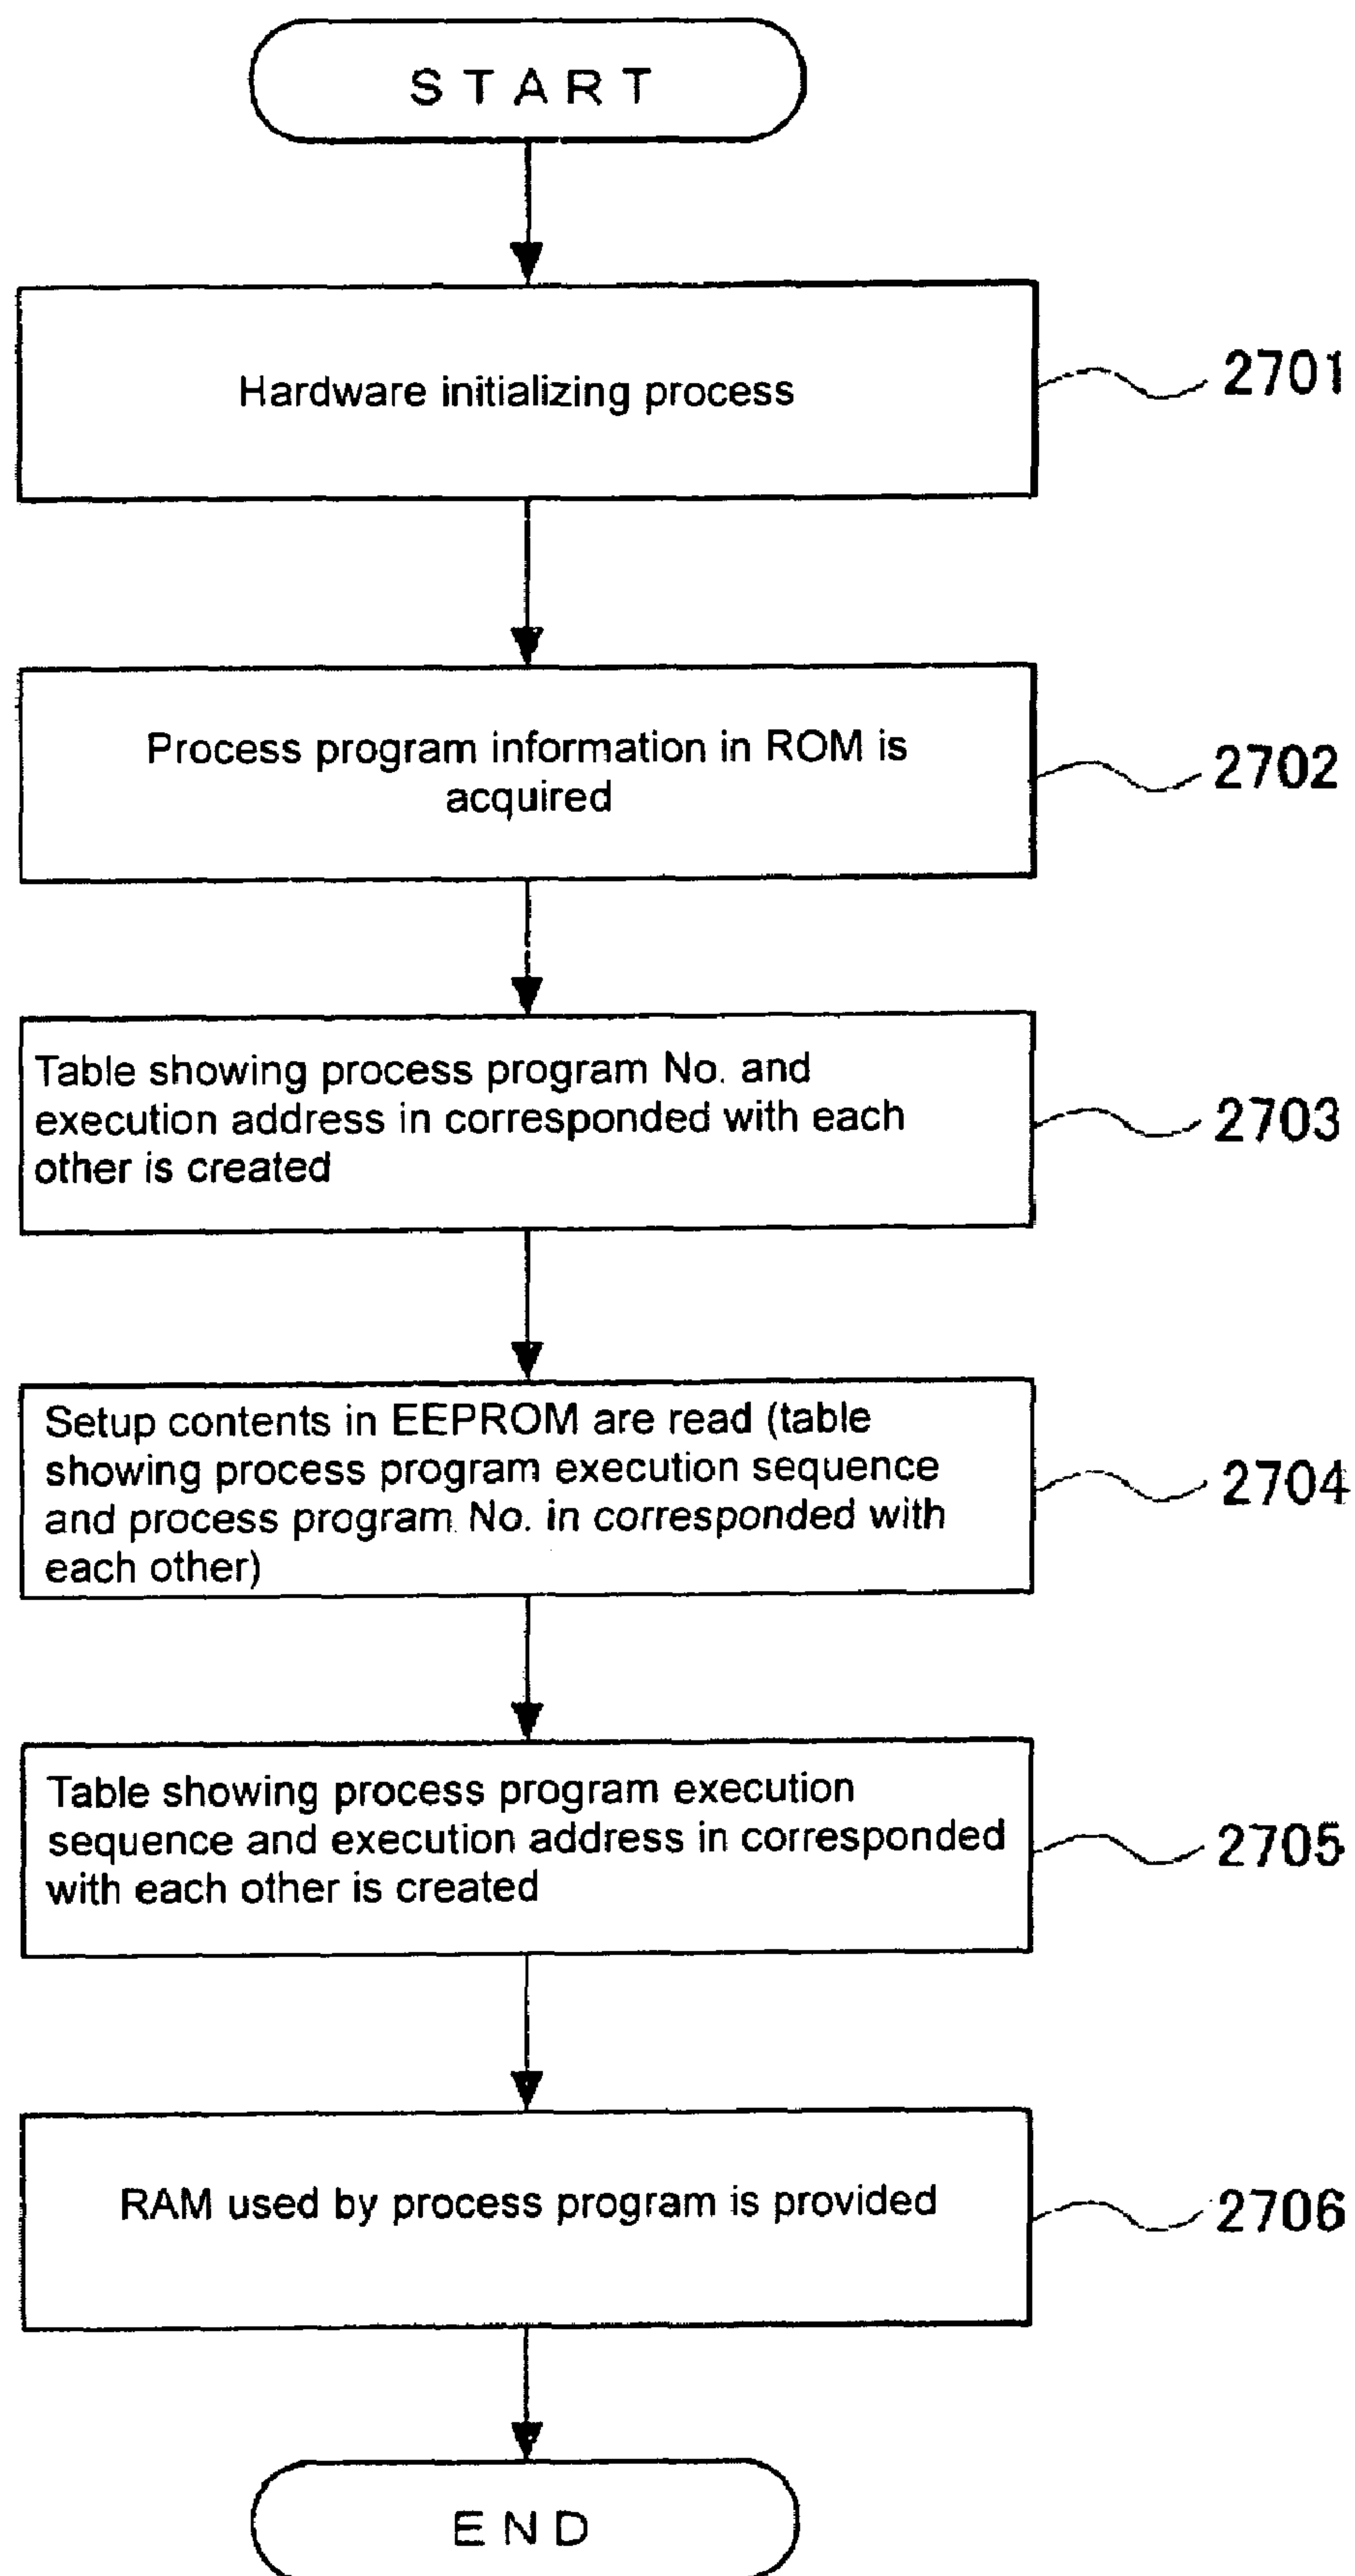 START
Hardware initializing process
2701
Process program information in ROM is
acquired
2702
Table showing process program No. and
execution address in corresponded with each
other is created
2703
Setup contents in EEPROM are read (table
showing process program execution sequence
and process program No. in corresponded with
each other)
2704
Table showing process program execution
sequence and execution address in corresponded
with each other is created
2705
RAM used by process program is provided
2706
END